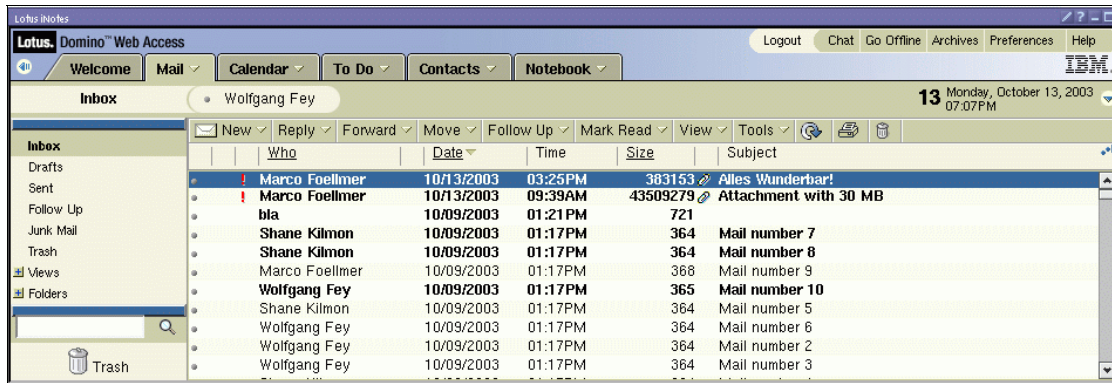 Lotus iNotes
Lotus. Domino™ Web Access
Logout Chat Go Offline Archives Preferences Help
Welcome Mail Calendar To Do Contacts Notebook
IBM.
Inbox
Wolfgang Fey
13 Monday, October 13, 2003
07:07PM
New Reply Forward Move Follow Up Mark Read View Tools
Inbox
Drafts
Sent
Follow Up
Junk Mail
Trash
Views
Folders
Trash
Who Date Time Size Subject
! Marco Foellmer 10/13/2003 03:25PM 383153 Alles Wunderbar!
! Marco Foellmer 10/13/2003 09:39AM 43509279 Attachment with 30 MB
bla 10/09/2003 01:21PM 721
Shane Kilmon 10/09/2003 01:17PM 364 Mail number 7
Shane Kilmon 10/09/2003 01:17PM 364 Mail number 8
Marco Foellmer 10/09/2003 01:17PM 368 Mail number 9
Wolfgang Fey 10/09/2003 01:17PM 365 Mail number 10
Shane Kilmon 10/09/2003 01:17PM 364 Mail number 5
Wolfgang Fey 10/09/2003 01:17PM 364 Mail number 6
Wolfgang Fey 10/09/2003 01:17PM 364 Mail number 2
Wolfgang Fey 10/09/2003 01:17PM 364 Mail number 3